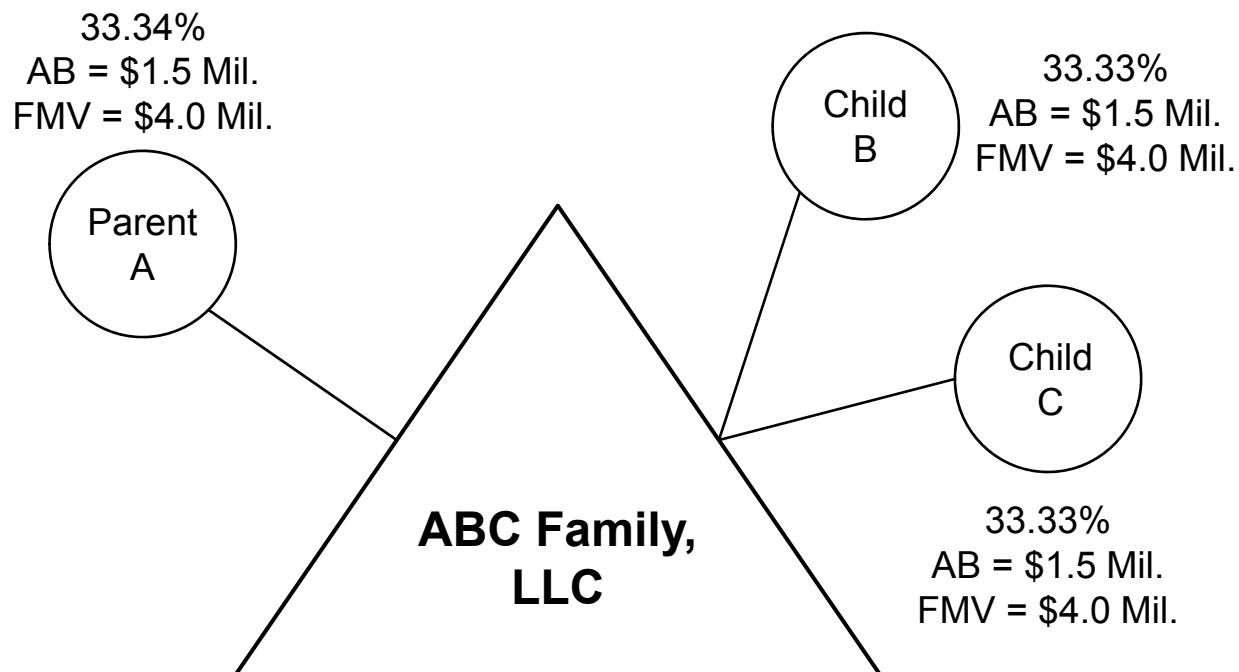 33.34%
AB = $1.5 Mil.
FMV = $4.0 Mil.
Parent
A
Child
B
33.33%
AB = $1.5 Mil.
FMV = $4.0 Mil.
Child
C
33.33%
AB = $1.5 Mil.
FMV = $4.0 Mil.
ABC Family,
LLC